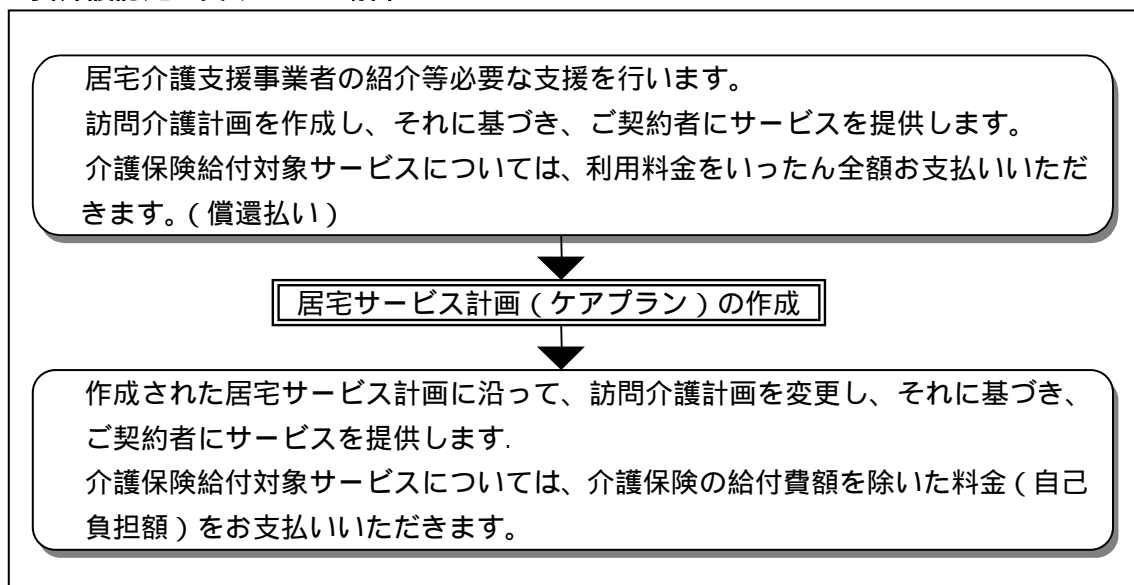 居宅介護支援事業者の紹介等必要な支援を行います。
訪問介護計画を作成し、それに基づき、ご契約者にサービスを提供します。
介護保険給付対象サービスについては、利用料金をいったん全額お支払いいただ
きます。(償還払い)
居宅サービス計画(ケアプラン)の作成
作成された居宅サービス計画に沿って、訪問介護計画を変更し、それに基づき、
ご契約者にサービスを提供します.
介護保険給付対象サービスについては、介護保険の給付費額を除いた料金(自己
負担額)をお支払いいただきます。